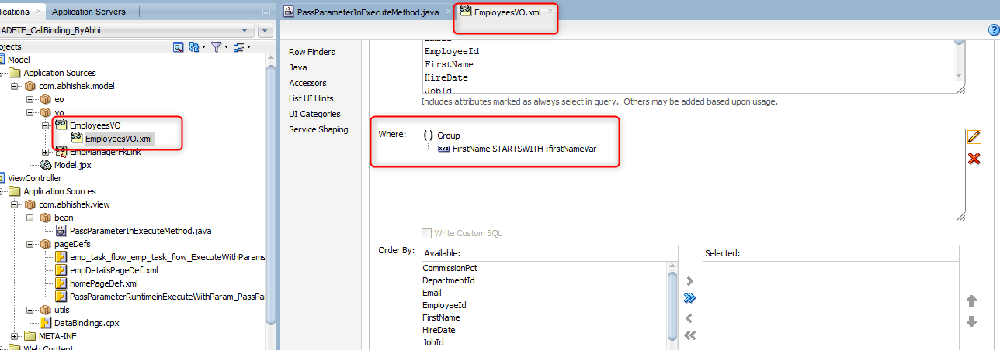 lications
Application Servers
ADFTF_CallBinding_ByAbhi
ojects
Model
Application Sources
com.abhishek.model
eo
vo
EmployeesVO
EmployeesVO.xml
EmpManagerFkLink
Model.jpx
ViewController
Application Sources
com.abhishek.view
bean
PassParameterInExecuteMethod.java
pageDefs
emp_task_flow_emp_task_flow_ExecuteWithParams
empDetailsPageDef.xml
homePageDef.xml
PassParameterRuntimeinExecuteWithParam_PassPar
utils
DataBindings.cpx
META-INF
Web Content
PassParameterInExecuteMethod.java
EmployeesVO.xml
Row Finders
Java
Accessors
List UI Hints
UI Categories
Service Shaping
Email
EmployeeId
FirstName
HireDate
JobId
Includes attributes marked as always select in query. Others may be added based upon usage.
Where:
( ) Group
XYZ FirstName STARTSWITH :firstNameVar
Write Custom SQL
Order By:
Available:
CommissionPct
DepartmentId
Email
EmployeeId
FirstName
HireDate
JobId
Selected: